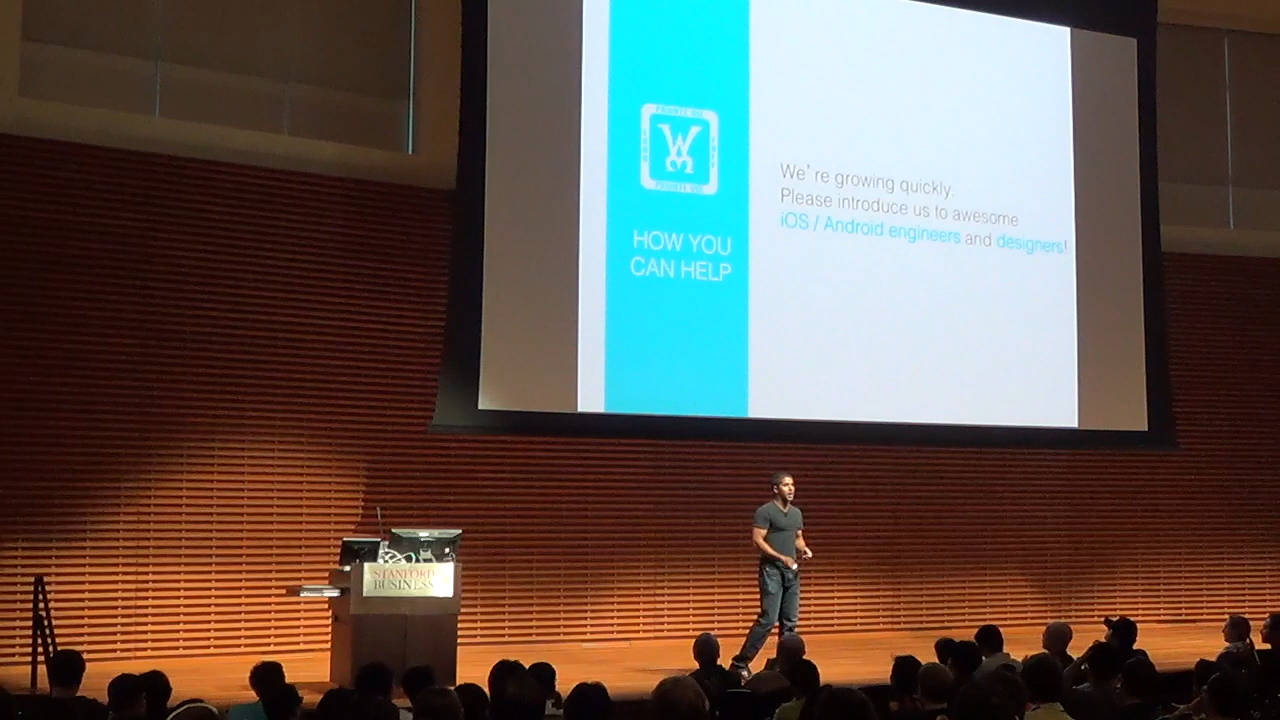 HOW YOU
CAN HELP
We're growing quickly.
Please introduce us to awesome
iOS / Android engineers and designers!
STANFORD
BUSINESS